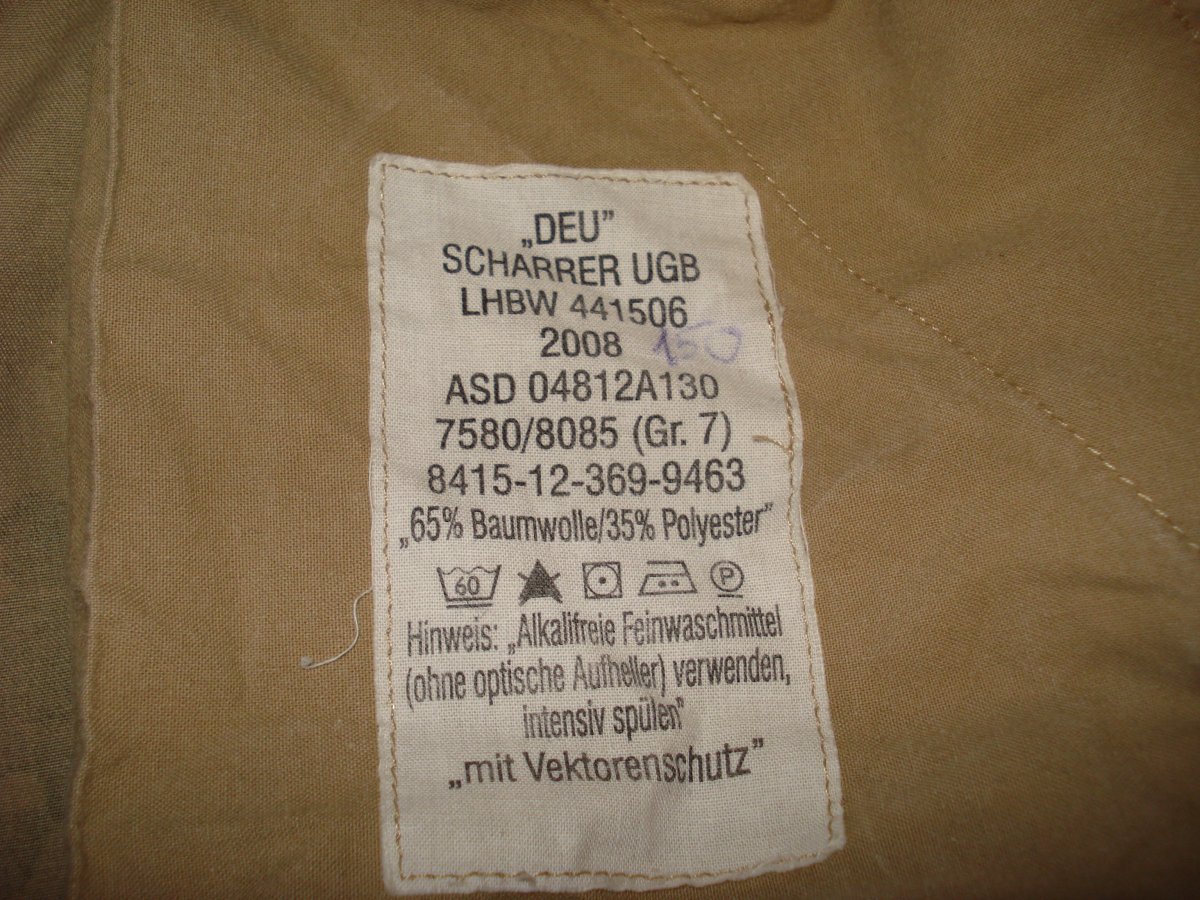 „DEU”
SCHARRER UGB
LHBW 441506
2008 150
ASD 04812A130
7580/8085 (Gr. 7)
8415-12-369-9463
„65% Baumwolle/35% Polyester”
60 P
Hinweis: „Alkalifreie Feinwaschmittel
(ohne optische Aufheller) verwenden,
intensiv spülen”
„mit Vektorenschutz”